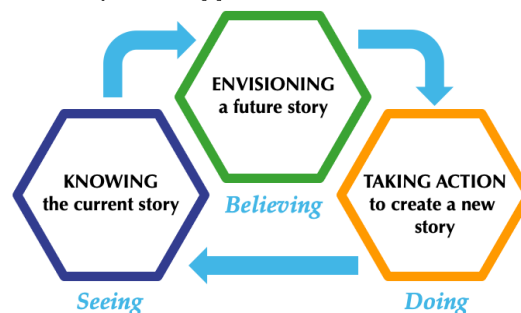 ENVISIONING
a future story
KNOWING
the current story
Believing
TAKING ACTION
to create a new
story
Seeing
Doing